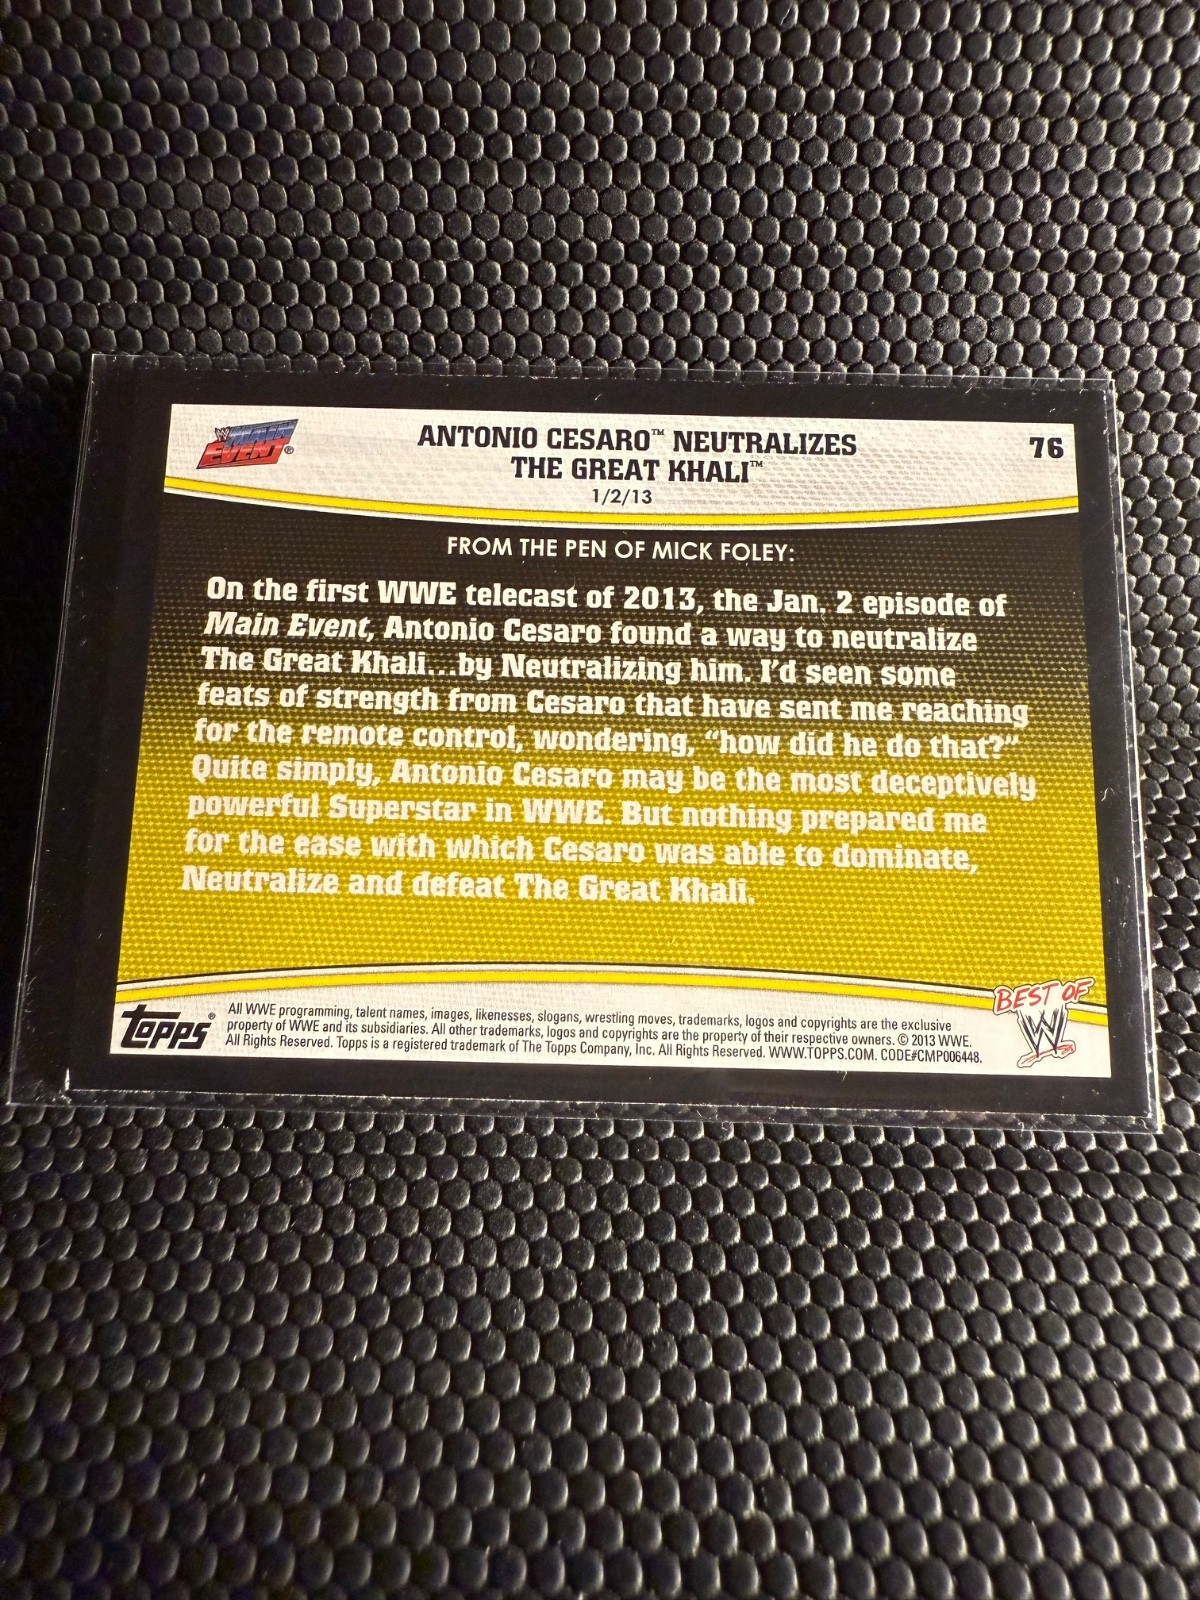 W MAIN
EVENT®
ANTONIO CESARO™ NEUTRALIZES
THE GREAT KHALI™
1/2/13
76
FROM THE PEN OF MICK FOLEY:
On the first WWE telecast of 2013, the Jan. 2 episode of
Main Event, Antonio Cesaro found a way to neutralize
The Great Khali...by Neutralizing him. I'd seen some
feats of strength from Cesaro that have sent me reaching
for the remote control, wondering, “how did he do that?”
Quite simply, Antonio Cesaro may be the most deceptively
powerful Superstar in WWE. But nothing prepared me
for the ease with which Cesaro was able to dominate,
Neutralize and defeat The Great Khali.
topps®
All WWE programming, talent names, images, likenesses, slogans, wrestling moves, trademarks, logos and copyrights are the exclusive
property of WWE and its subsidiaries. All other trademarks, logos and copyrights are the property of their respective owners. © 2013 WWE.
All Rights Reserved. Topps is a registered trademark of The Topps Company, Inc. All Rights Reserved. WWW.TOPPS.COM. CODE#CMP006448.
BEST OF
W